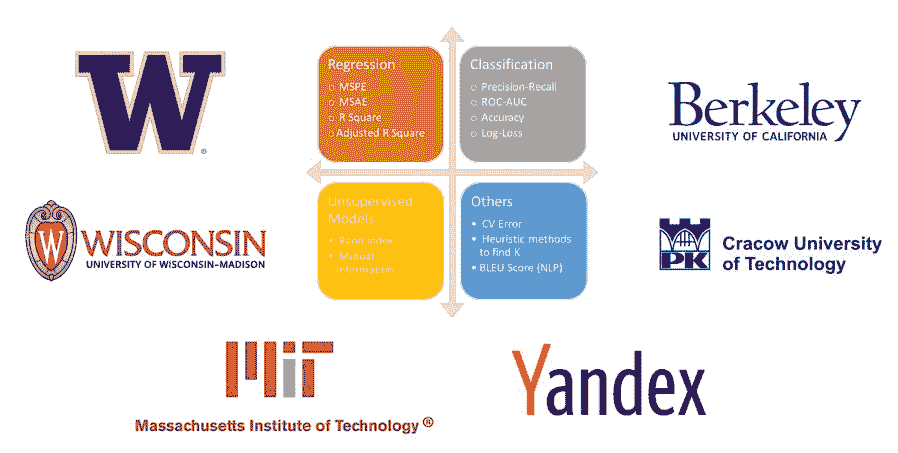 W
®
Regression
○ MSPE
○ MSAE
○ R Square
○ Adjusted R Square
Classification
○ Precision-Recall
○ ROC-AUC
○ Accuracy
○ Log-Loss
Unsupervised
Models
• Rand Index
• Mutual
Information
Others
• CV Error
• Heuristic methods
to find K
• BLEU Score (NLP)
Berkeley
UNIVERSITY OF CALIFORNIA
W
WISCONSIN
UNIVERSITY OF WISCONSIN–MADISON
PK
Cracow University
of Technology
MIT
Massachusetts Institute of Technology ®
Yandex